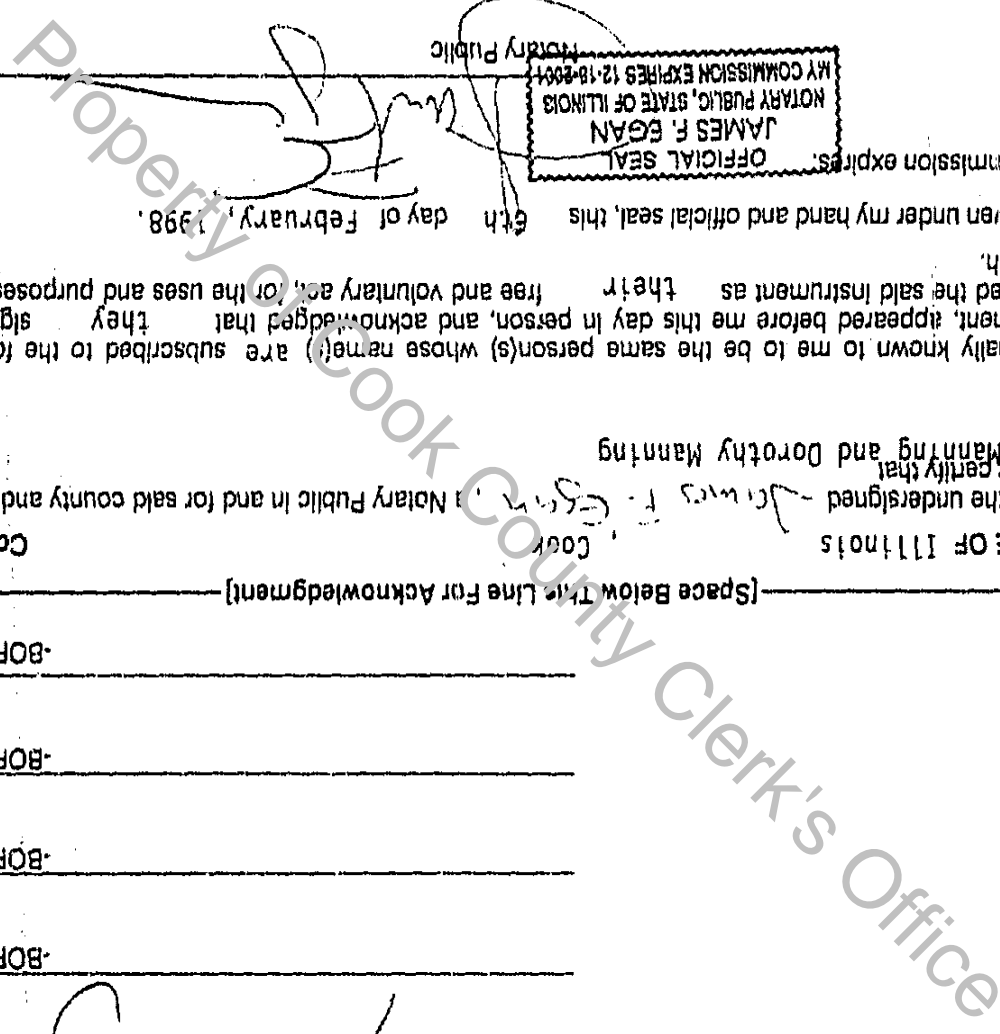 -BOR
-BOR
-BOR
-BOR
[Space Below This Line For Acknowledgment]
E OF Illinois , Cook Co
the undersigned - James F. Egan , a Notary Public in and for said county and
certify that
Manning and Dorothy Manning
ally known to me to be the same person(s) whose name(s) are subscribed to the fo
ment, appeared before me this day in person, and acknowledged that they sig
ed the said instrument as their free and voluntary act, for the uses and purposes
h.
ven under my hand and official seal, this 6th day of February, 1998.
mmission expires:
OFFICIAL SEAL
JAMES F. EGAN
NOTARY PUBLIC, STATE OF ILLINOIS
MY COMMISSION EXPIRES 12-18-2001
Notary Public
Property of Cook County Clerk's Office